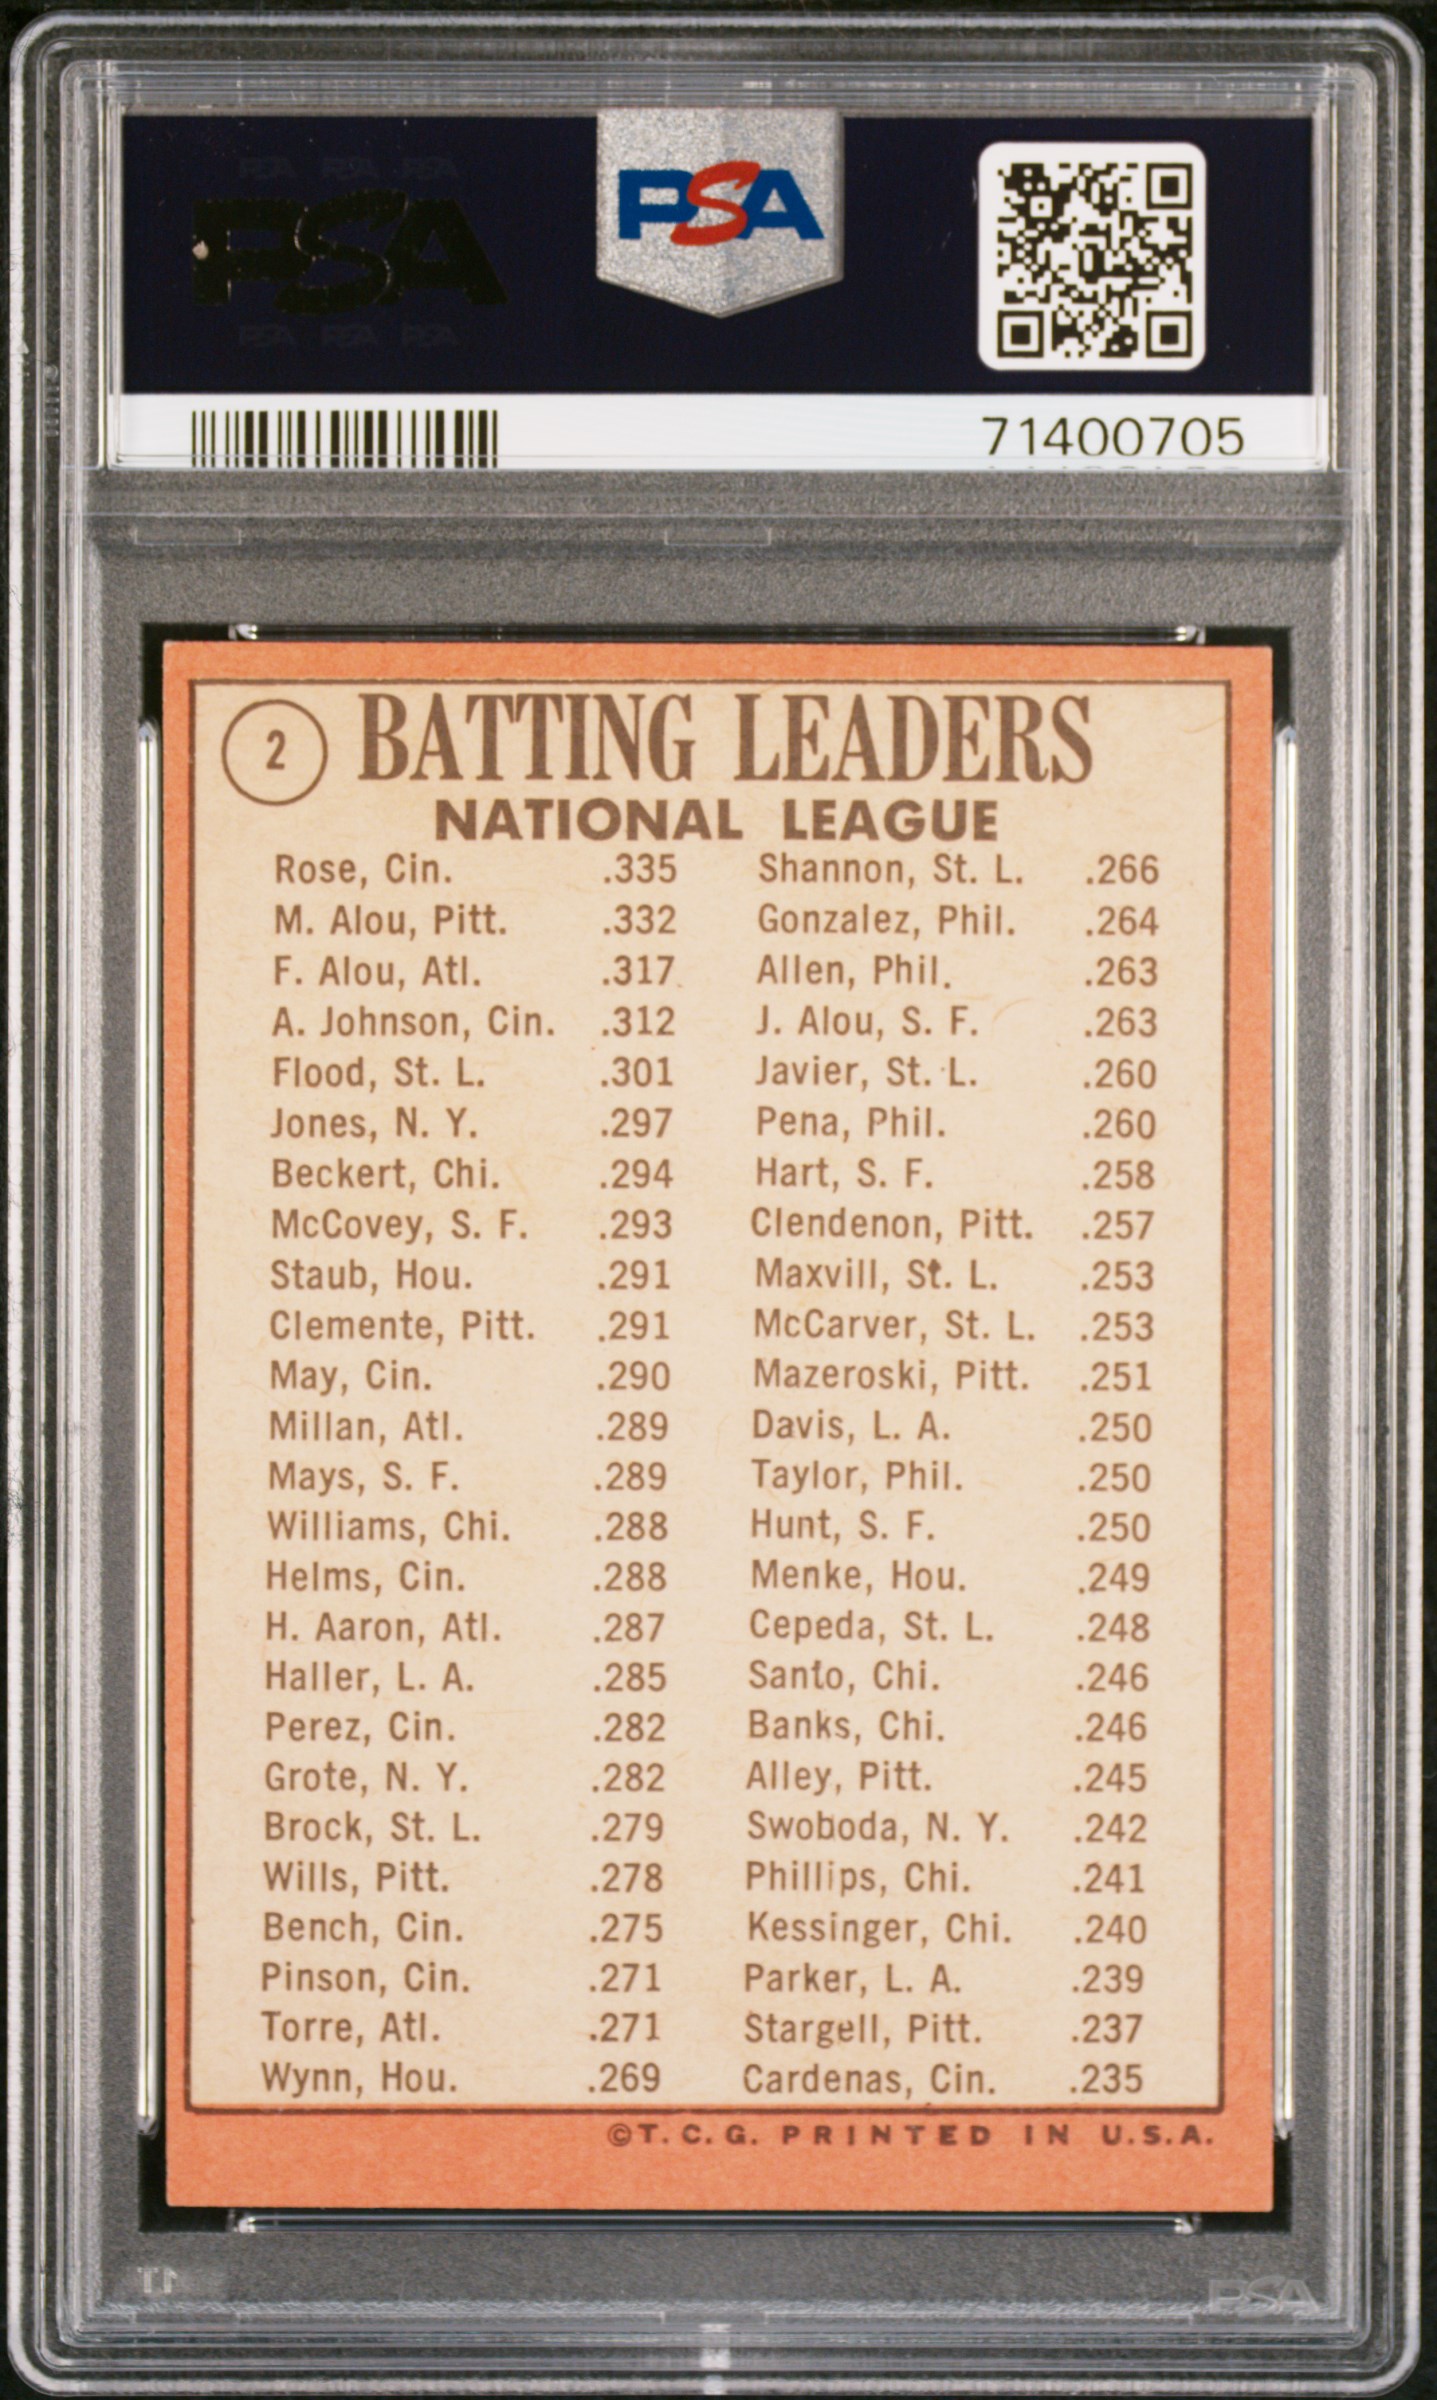 PSA PSA PSA
PSA
PSA PSA PSA
PSA
71400705
2
BATTING LEADERS
NATIONAL LEAGUE
Rose, Cin. .335 Shannon, St. L. .266
M. Alou, Pitt. .332 Gonzalez, Phil. .264
F. Alou, Atl. .317 Allen, Phil. .263
A. Johnson, Cin. .312 J. Alou, S. F. .263
Flood, St. L. .301 Javier, St. L. .260
Jones, N. Y. .297 Pena, Phil. .260
Beckert, Chi. .294 Hart, S. F. .258
McCovey, S. F. .293 Clendenon, Pitt. .257
Staub, Hou. .291 Maxvill, St. L. .253
Clemente, Pitt. .291 McCarver, St. L. .253
May, Cin. .290 Mazeroski, Pitt. .251
Millan, Atl. .289 Davis, L. A. .250
Mays, S. F. .289 Taylor, Phil. .250
Williams, Chi. .288 Hunt, S. F. .250
Helms, Cin. .288 Menke, Hou. .249
H. Aaron, Atl. .287 Cepeda, St. L. .248
Haller, L. A. .285 Santo, Chi. .246
Perez, Cin. .282 Banks, Chi. .246
Grote, N. Y. .282 Alley, Pitt. .245
Brock, St. L. .279 Swoboda, N. Y. .242
Wills, Pitt. .278 Phillips, Chi. .241
Bench, Cin. .275 Kessinger, Chi. .240
Pinson, Cin. .271 Parker, L. A. .239
Torre, Atl. .271 Stargell, Pitt. .237
Wynn, Hou. .269 Cardenas, Cin. .235
©T.C.G. PRINTED IN U.S.A.
PSA